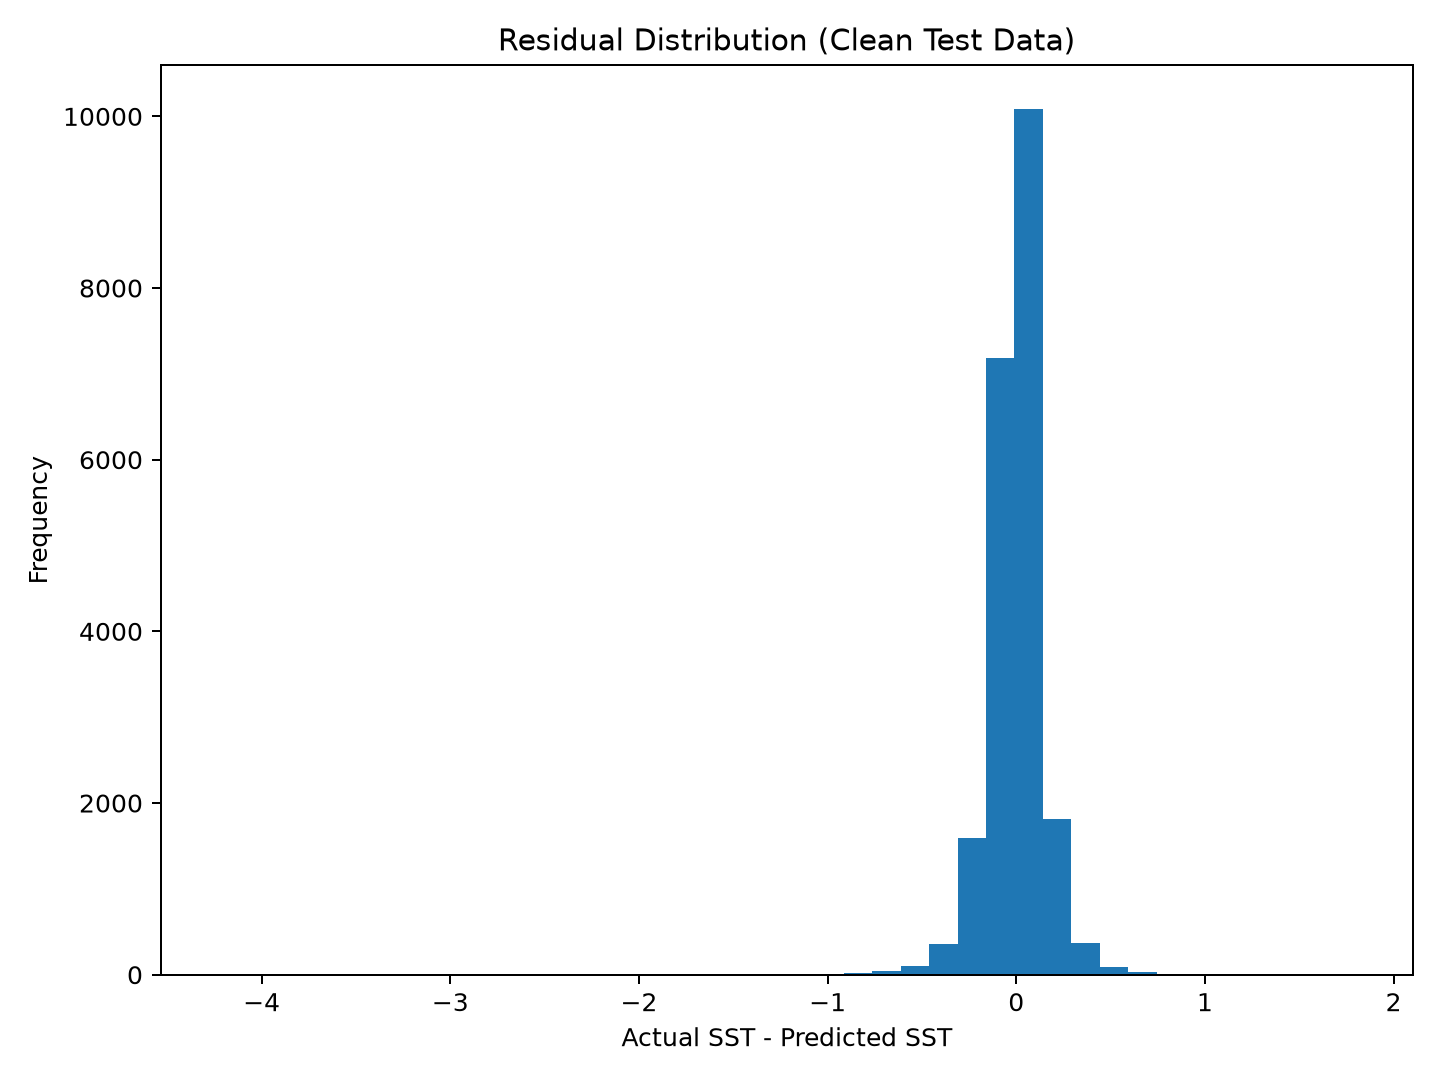 Residual Distribution (Clean Test Data)
10000
8000
6000
4000
2000
0
Frequency
−4 −3 −2 −1 0 1 2
Actual SST - Predicted SST